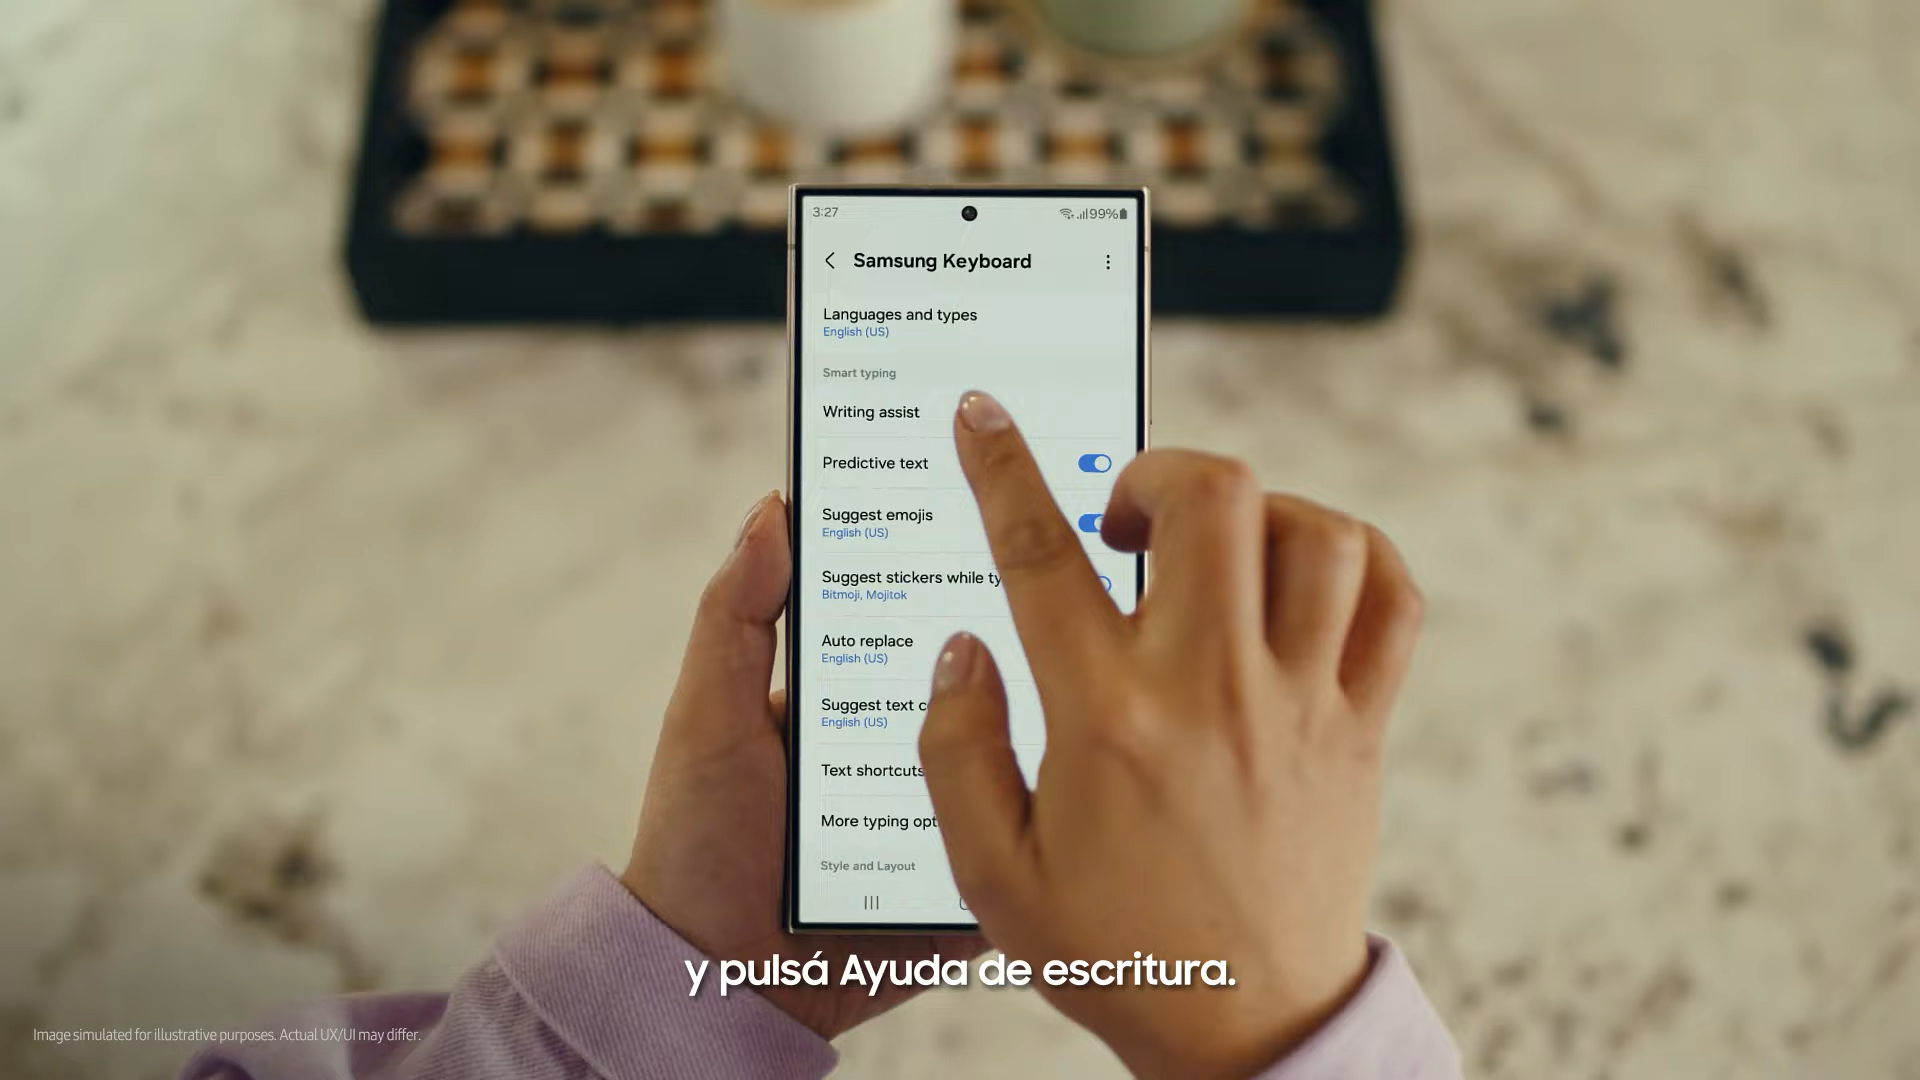 3:27
99%
Samsung Keyboard
Languages and types
English (US)
Smart typing
Writing assist
Predictive text
Suggest emojis
English (US)
Suggest stickers while ty
Bitmoji, Mojitok
Auto replace
English (US)
Suggest text c
English (US)
Text shortcuts
More typing opt
Style and Layout
y pulsá Ayuda de escritura.
Image simulated for illustrative purposes. Actual UX/UI may differ.